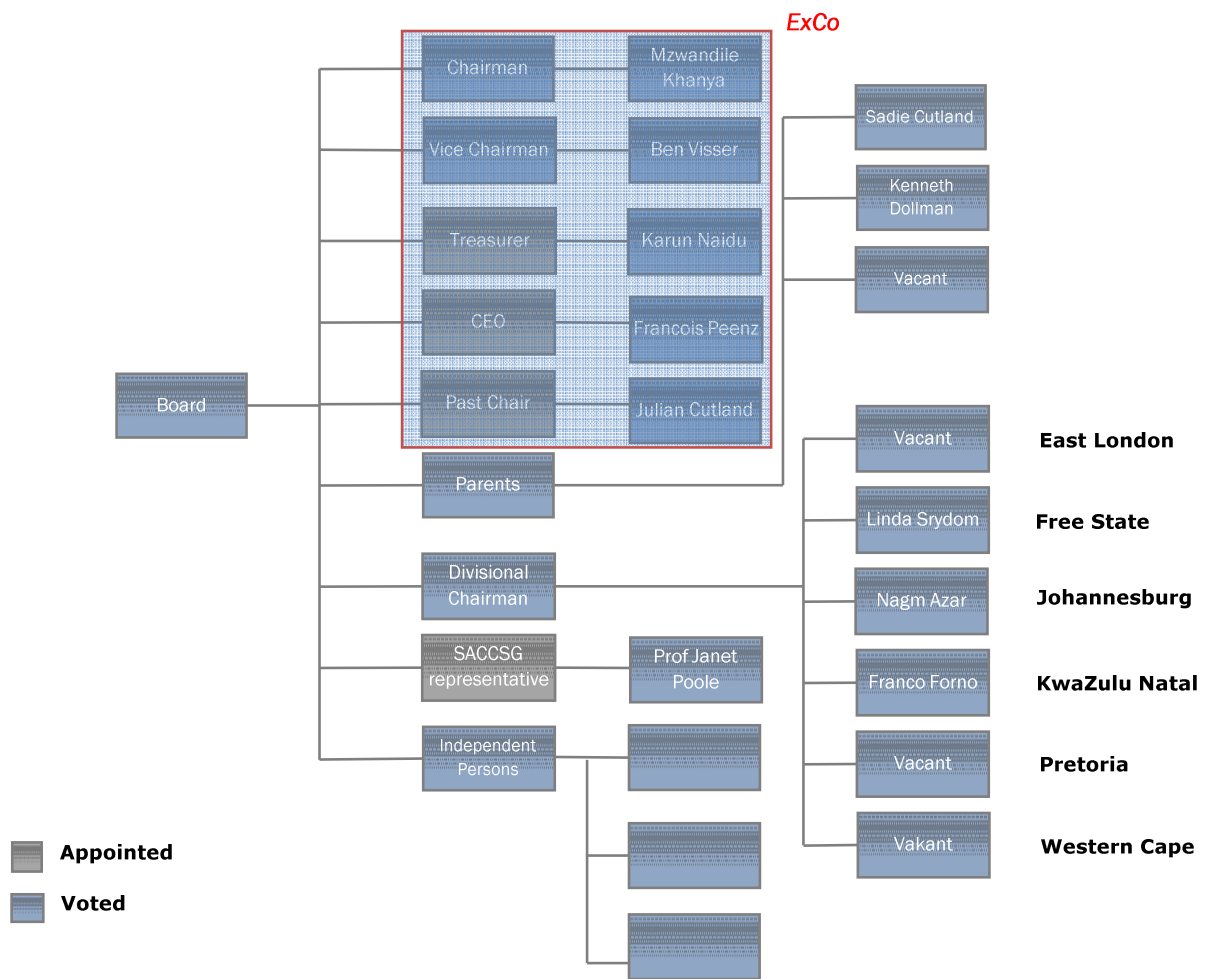 ExCo
Chairman
Mzwandile
Khanya
Vice Chairman
Ben Visser
Treasurer
Karun Naidu
CEO
Francois Peenz
Past Chair
Julian Cutland
Board
Parents
Sadie Cutland
Kenneth
Dollman
Vacant
Divisional
Chairman
Vacant
East London
Linda Srydom
Free State
Nagm Azar
Johannesburg
Franco Forno
KwaZulu Natal
Vacant
Pretoria
Vakant
Western Cape
SACCSG
representative
Prof Janet
Poole
Independent
Persons
Appointed
Voted